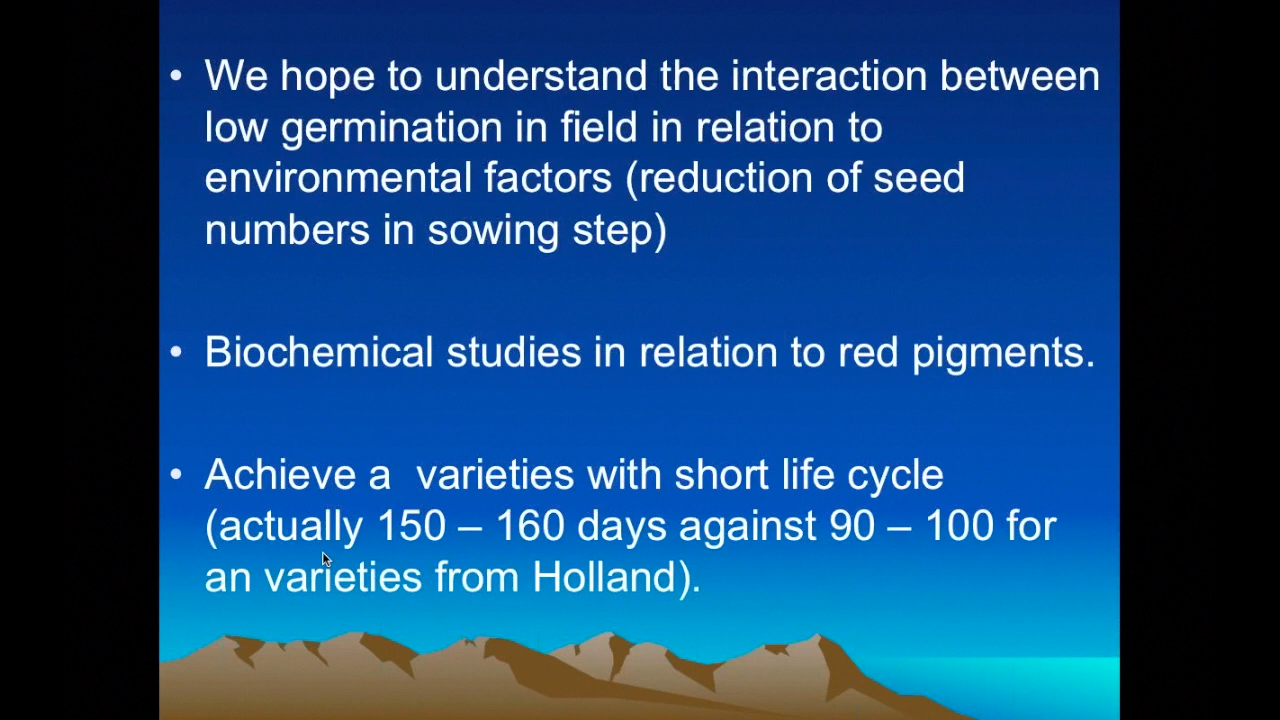 • We hope to understand the interaction between
low germination in field in relation to
environmental factors (reduction of seed
numbers in sowing step)
• Biochemical studies in relation to red pigments.
• Achieve a  varieties with short life cycle
(actually 150 – 160 days against 90 – 100 for
an varieties from Holland).